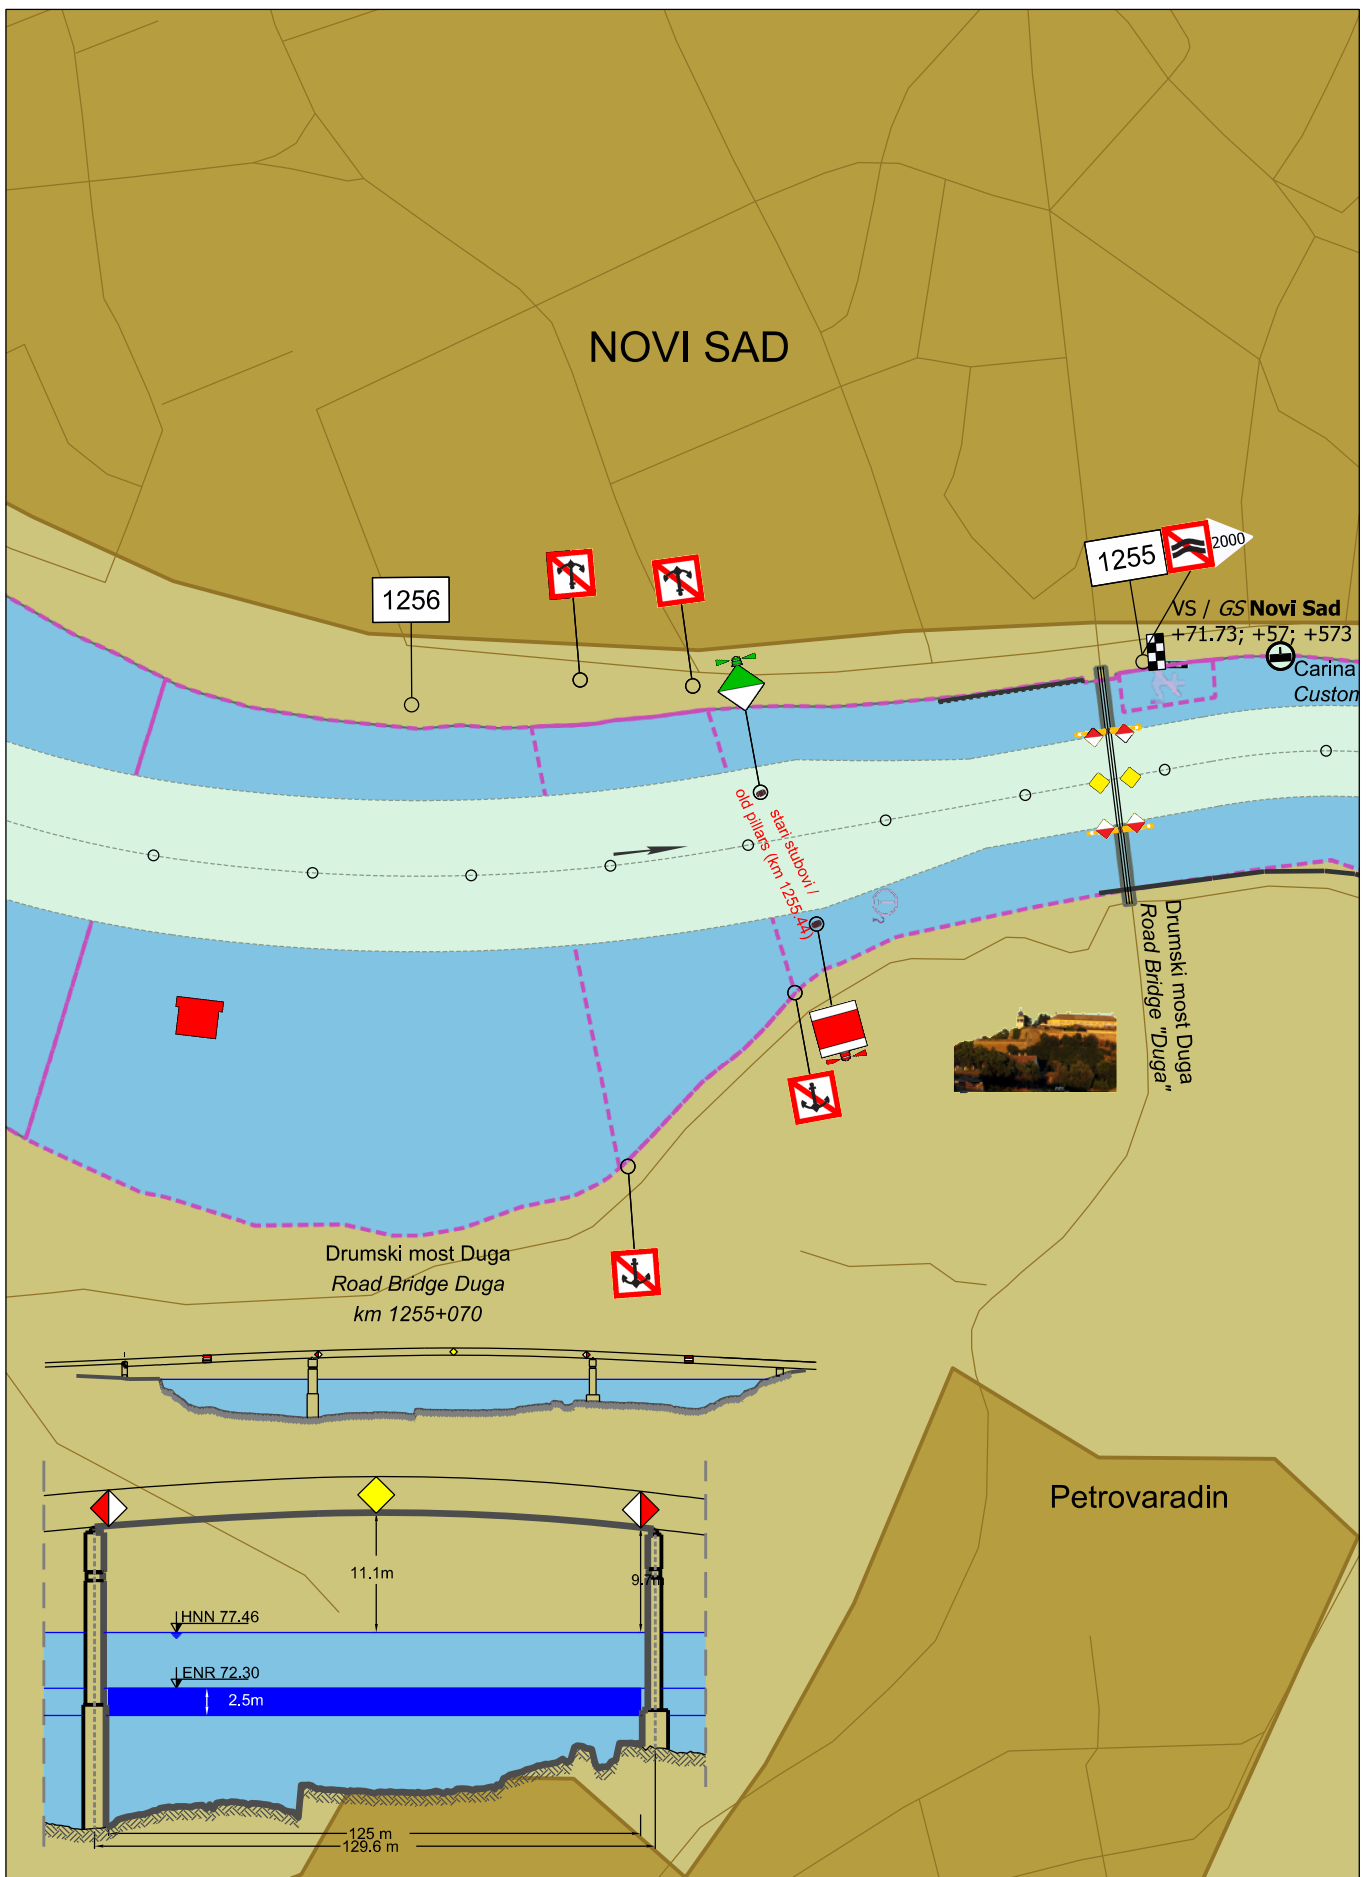 NOVI SAD
1256
1255
2000
VS / GS Novi Sad
+71.73; +57; +573
Carina
Custom
stari stubovi /
old pillars (km 1255.44)
Drumski most Duga
Road Bridge "Duga"
Drumski most Duga
Road Bridge Duga
km 1255+070
Petrovaradin
11.1m
9.7m
HNN 77.46
ENR 72.30
2.5m
125 m
129.6 m